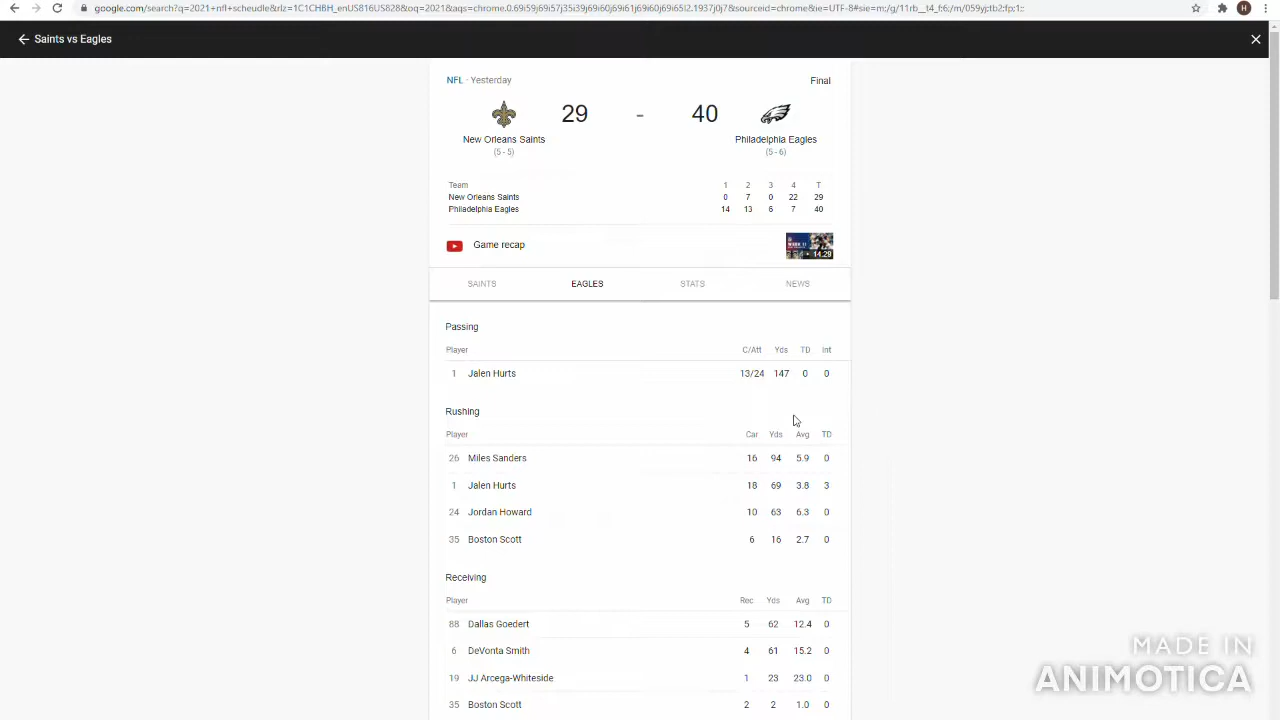 google.com/search?q=2021+nfl+scheudle&rlz=1C1CHBH_enUS816US828&oq=2021&aqs=chrome.0.69i59j69i57j35i39j69i60j69i61j69i60j69i65l2.1937j0j7&sourceid=chrome&ie=UTF-8#sie=m;/g/11rb__t4_f;6;/m/059yj;tb2;fp;1;;
H
Saints vs Eagles
NFL · Yesterday Final
29 - 40
New Orleans Saints Philadelphia Eagles
(5 - 5) (5 - 6)
Team 1 2 3 4 T
New Orleans Saints 0 7 0 22 29
Philadelphia Eagles 14 13 6 7 40
Game recap
WEEK 11
14:29
SAINTS EAGLES STATS NEWS
Passing
Player C/Att Yds TD Int
1 Jalen Hurts 13/24 147 0 0
Rushing
Player Car Yds Avg TD
26 Miles Sanders 16 94 5.9 0
1 Jalen Hurts 18 69 3.8 3
24 Jordan Howard 10 63 6.3 0
35 Boston Scott 6 16 2.7 0
Receiving
Player Rec Yds Avg TD
88 Dallas Goedert 5 62 12.4 0
6 DeVonta Smith 4 61 15.2 0
19 JJ Arcega-Whiteside 1 23 23.0 0
35 Boston Scott 2 2 1.0 0
MADE IN
ANIMOTICA